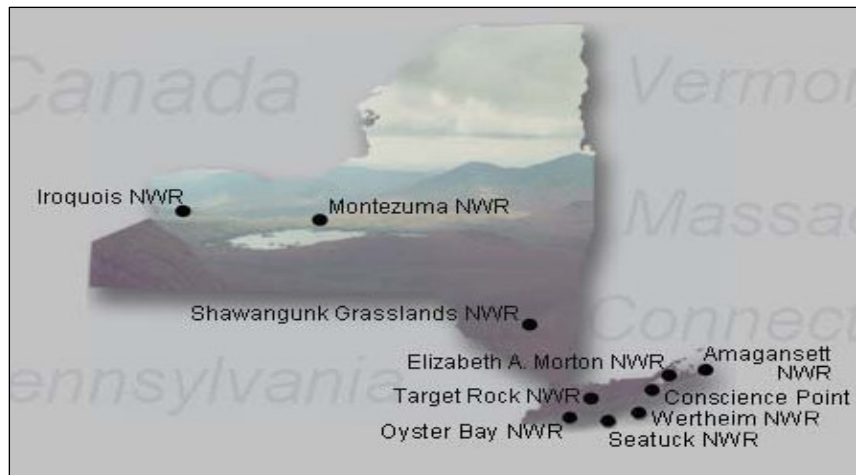 Canada
Vermon
Iroquois NWR
Montezuma NWR
Massac
Shawangunk Grasslands NWR
Connect
Elizabeth A. Morton NWR
Amagansett
NWR
ennsylvania
Target Rock NWR
Conscience Point
Wertheim NWR
Oyster Bay NWR
Seatuck NWR